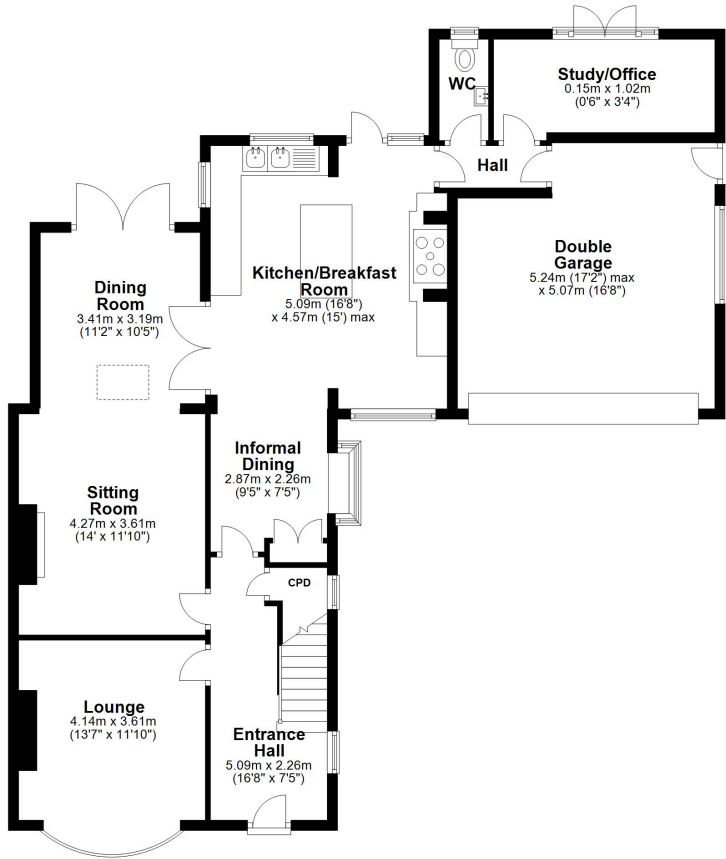 WC
Study/Office
0.15m x 1.02m
(0'6" x 3'4")
Hall
Double
Garage
5.24m (17'2") max
x 5.07m (16'8")
Kitchen/Breakfast
Room
5.09m (16'8")
x 4.57m (15') max
Dining
Room
3.41m x 3.19m
(11'2" x 10'5")
Informal
Dining
2.87m x 2.26m
(9'5" x 7'5")
Sitting
Room
4.27m x 3.61m
(14' x 11'10")
CPD
Lounge
4.14m x 3.61m
(13'7" x 11'10")
Entrance
Hall
5.09m x 2.26m
(16'8" x 7'5")